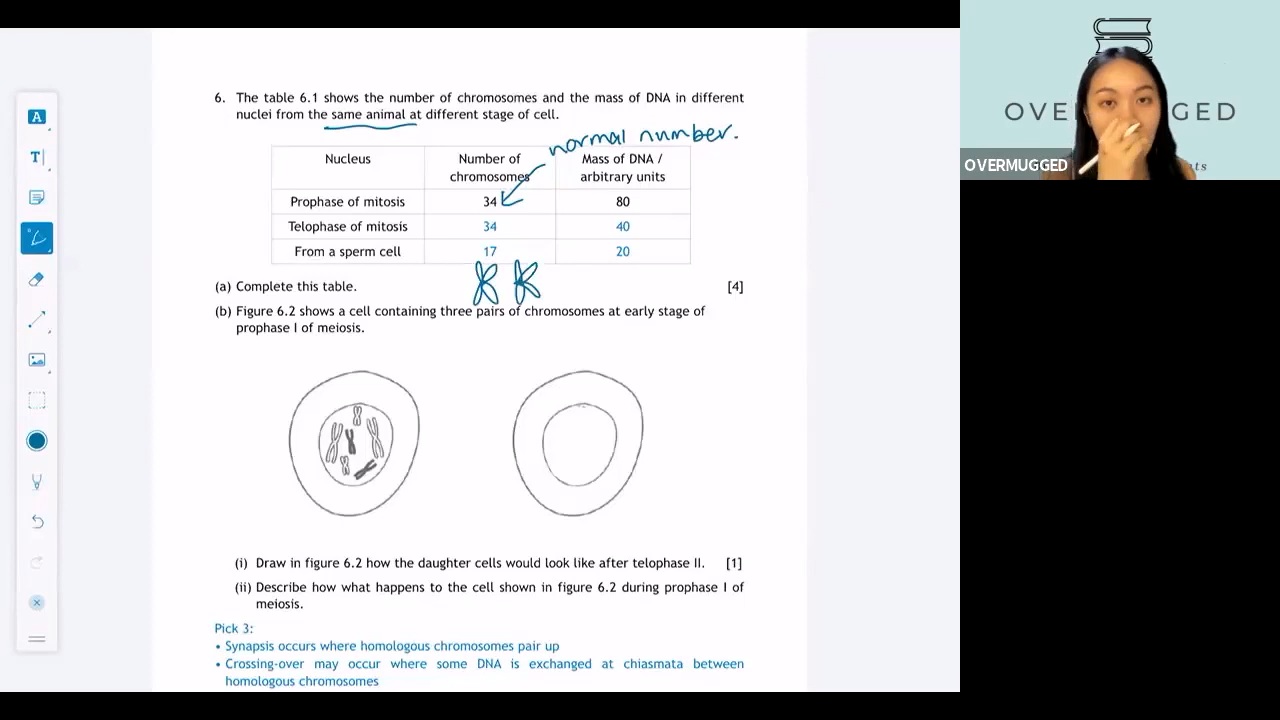 OVERMUGGED
6. The table 6.1 shows the number of chromosomes and the mass of DNA in different
nuclei from the same animal at different stage of cell.
normal number.
Nucleus Number of chromosomes Mass of DNA / arbitrary units
Prophase of mitosis 34 80
Telophase of mitosis 34 40
From a sperm cell 17 20
(a) Complete this table. [4]
(b) Figure 6.2 shows a cell containing three pairs of chromosomes at early stage of
prophase I of meiosis.
(i) Draw in figure 6.2 how the daughter cells would look like after telophase II. [1]
(ii) Describe how what happens to the cell shown in figure 6.2 during prophase I of
meiosis.
Pick 3:
• Synapsis occurs where homologous chromosomes pair up
• Crossing-over may occur where some DNA is exchanged at chiasmata between
homologous chromosomes